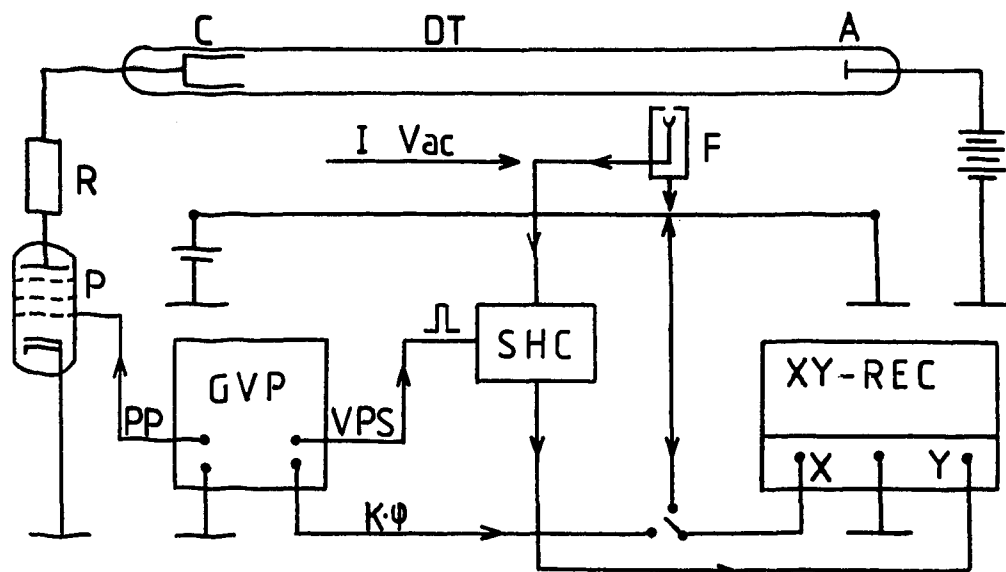 C DT A
I Vac F
R
P
SHC
GVP XY-REC
PP VPS X Y
K·φ